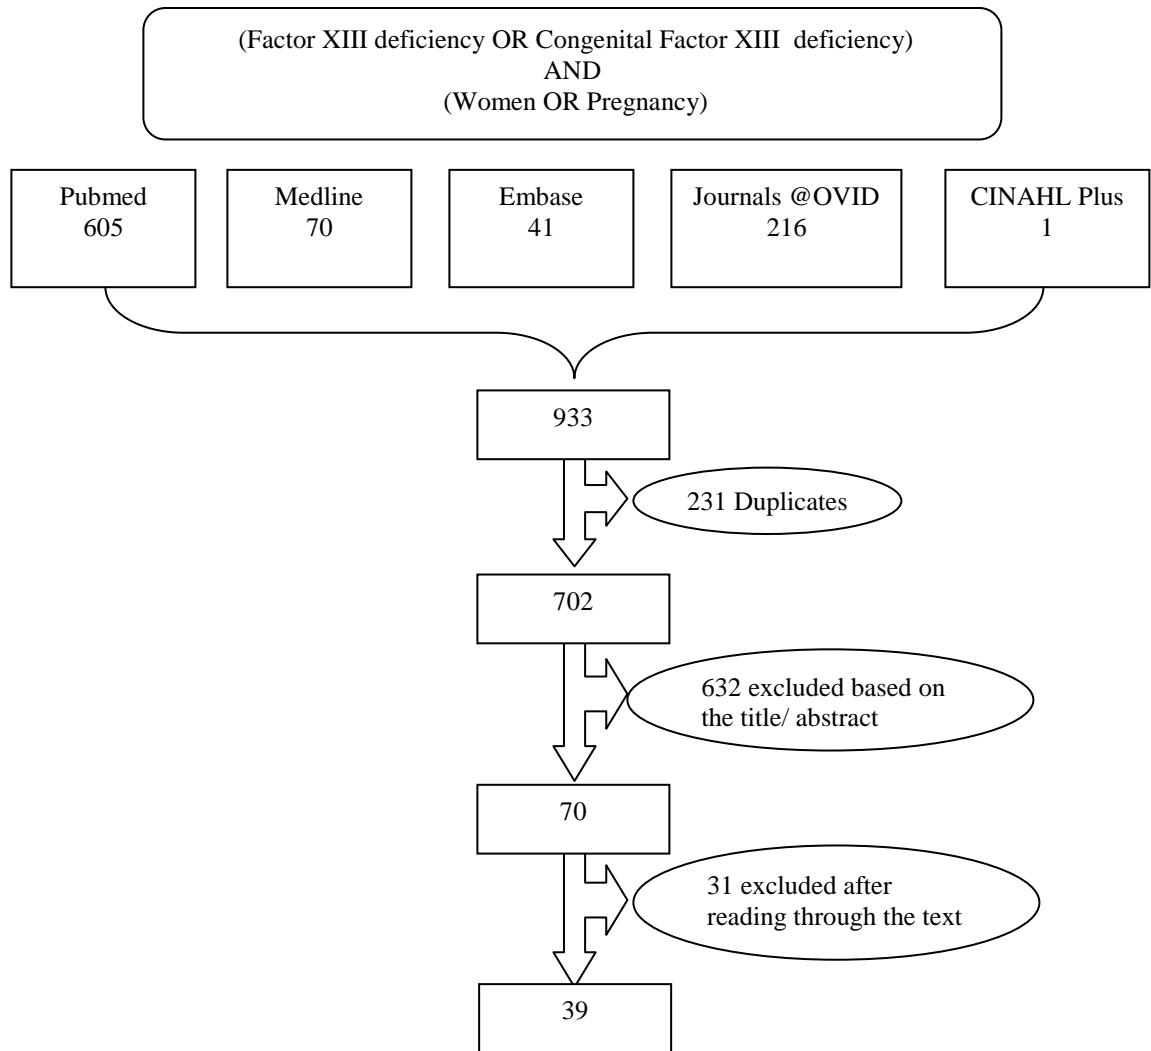 (Factor XIII deficiency OR Congenital Factor XIII deficiency)
AND
(Women OR Pregnancy)
Pubmed
605
Medline
70
Embase
41
Journals @OVID
216
CINAHL Plus
1
933
231 Duplicates
702
632 excluded based on
the title/ abstract
70
31 excluded after
reading through the text
39